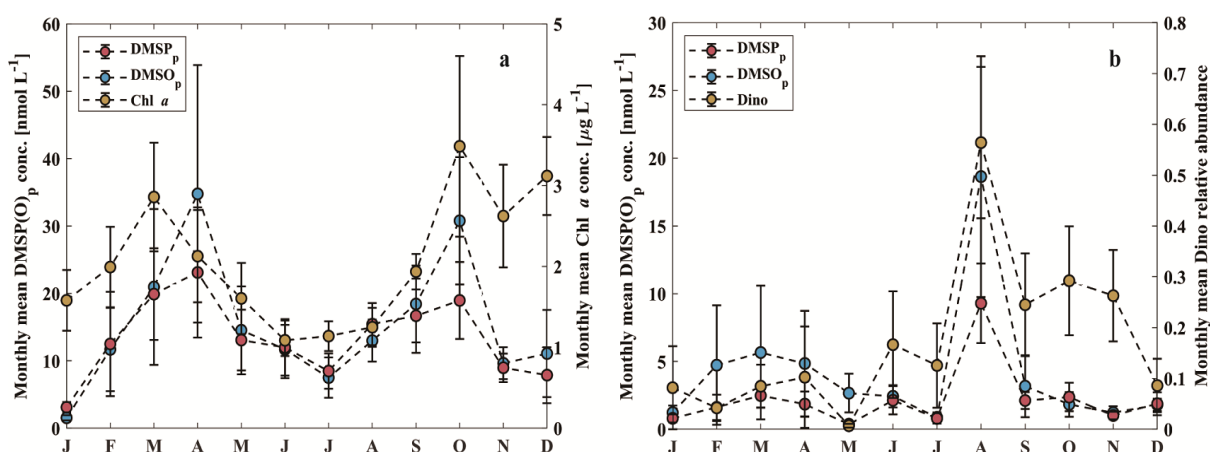 60
50
40
30
20
10
0
Monthly mean DMSP(O)p conc. [nmol L-1]
DMSPp
DMSOp
Chl a
a
5
4
3
2
1
0
Monthly mean Chl a conc. [µg L-1]
J F M A M J J A S O N D
30
25
20
15
10
5
0
Monthly mean DMSP(O)p conc. [nmol L-1]
DMSPp
DMSOp
Dino
b
0.8
0.7
0.6
0.5
0.4
0.3
0.2
0.1
0
Monthly mean Dino relative abundance
J F M A M J J A S O N D